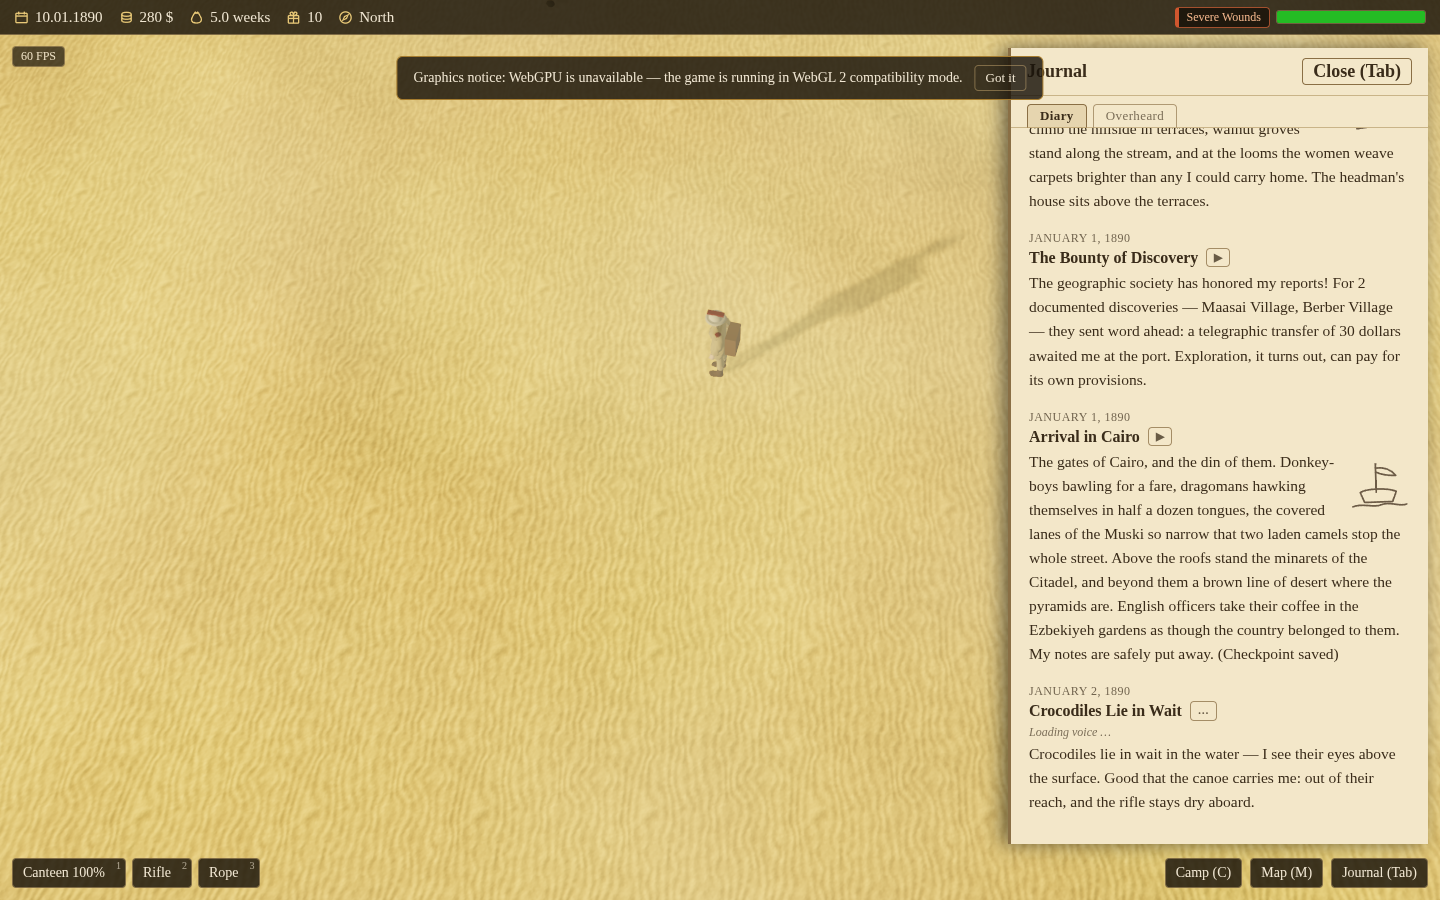 10.01.1890
280 $
5.0 weeks
10
North
Severe Wounds
60 FPS
Graphics notice: WebGPU is unavailable — the game is running in WebGL 2 compatibility mode.
Got it
Journal
Close (Tab)
Diary
Overheard
climb the hillside in terraces, walnut groves
stand along the stream, and at the looms the women weave
carpets brighter than any I could carry home. The headman's
house sits above the terraces.
JANUARY 1, 1890
The Bounty of Discovery ▶
The geographic society has honored my reports! For 2
documented discoveries — Maasai Village, Berber Village
— they sent word ahead: a telegraphic transfer of 30 dollars
awaited me at the port. Exploration, it turns out, can pay for
its own provisions.
JANUARY 1, 1890
Arrival in Cairo ▶
The gates of Cairo, and the din of them. Donkey-
boys bawling for a fare, dragomans hawking
themselves in half a dozen tongues, the covered
lanes of the Muski so narrow that two laden camels stop the
whole street. Above the roofs stand the minarets of the
Citadel, and beyond them a brown line of desert where the
pyramids are. English officers take their coffee in the
Ezbekiyeh gardens as though the country belonged to them.
My notes are safely put away. (Checkpoint saved)
JANUARY 2, 1890
Crocodiles Lie in Wait …
Loading voice …
Crocodiles lie in wait in the water — I see their eyes above
the surface. Good that the canoe carries me: out of their
reach, and the rifle stays dry aboard.
Canteen 100% 1
Rifle 2
Rope 3
Camp (C)
Map (M)
Journal (Tab)